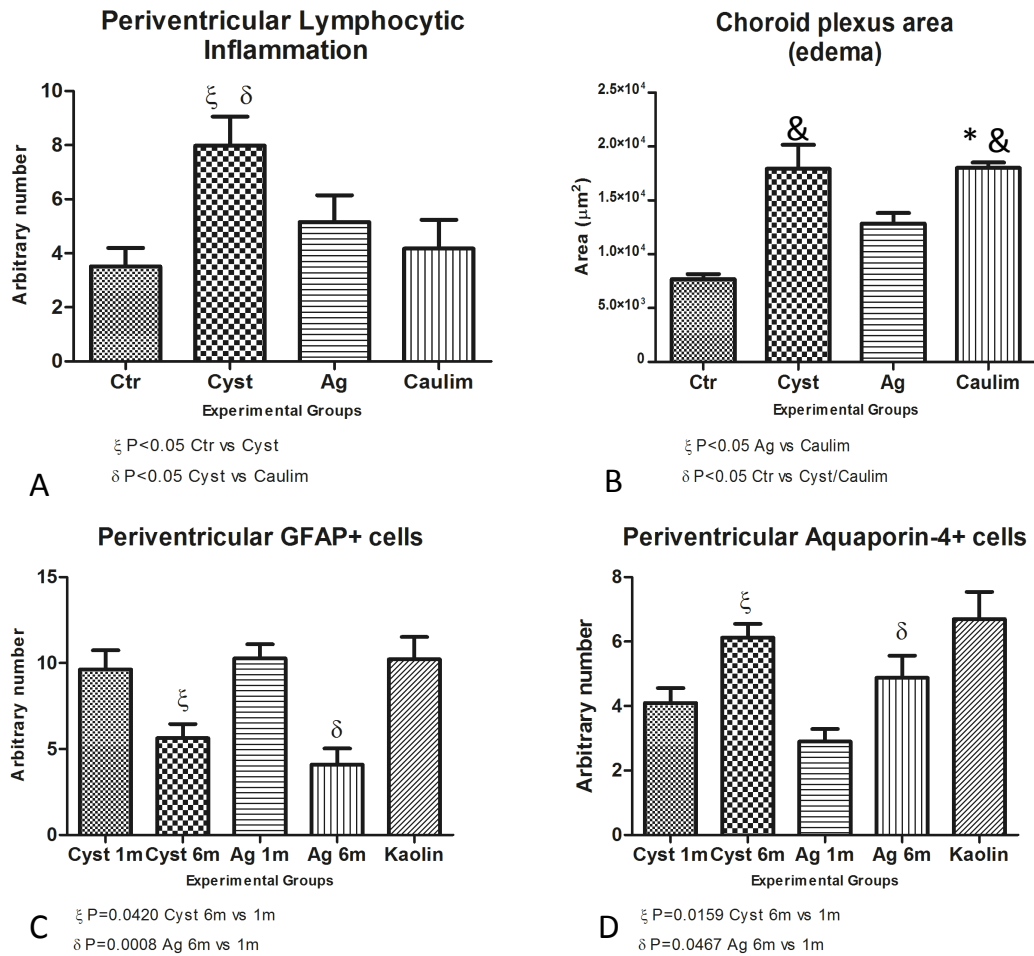 Periventricular Lymphocytic
Inflammation
ξ δ
Arbitrary number
10
8
6
4
2
0
Ctr Cyst Ag Caulim
Experimental Groups
ξ P<0.05 Ctr vs Cyst
δ P<0.05 Cyst vs Caulim
A
Choroid plexus area
(edema)
& * &
Area (μm²)
2.5×10⁴
2.0×10⁴
1.5×10⁴
1.0×10⁴
5.0×10³
0
Ctr Cyst Ag Caulim
Experimental Groups
ξ P<0.05 Ag vs Caulim
δ P<0.05 Ctr vs Cyst/Caulim
B
Periventricular GFAP+ cells
ξ δ
Arbitrary number
15
10
5
0
Cyst 1m Cyst 6m Ag 1m Ag 6m Kaolin
Experimental Groups
ξ P=0.0420 Cyst 6m vs 1m
δ P=0.0008 Ag 6m vs 1m
C
Periventricular Aquaporin-4+ cells
ξ δ
Arbitrary number
8
6
4
2
0
Cyst 1m Cyst 6m Ag 1m Ag 6m Kaolin
Experimental Groups
ξ P=0.0159 Cyst 6m vs 1m
δ P=0.0467 Ag 6m vs 1m
D